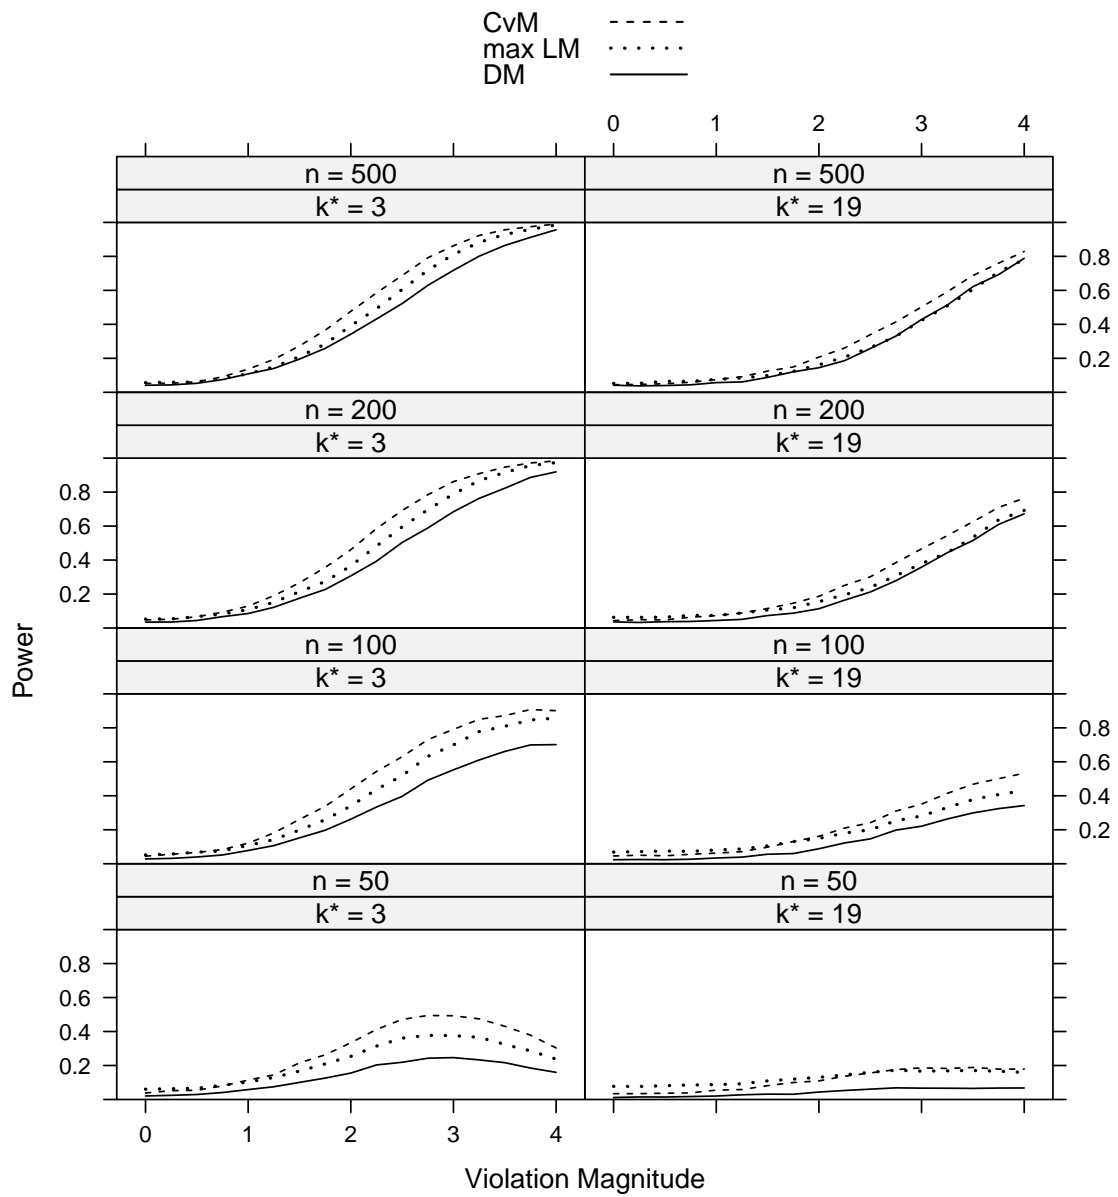 CvM
max LM
DM
0 1 2 3 4
n = 500 n = 500
k* = 3 k* = 19
0.8
0.6
0.4
0.2
n = 200 n = 200
k* = 3 k* = 19
0.8
0.6
0.4
0.2
n = 100 n = 100
k* = 3 k* = 19
0.8
0.6
0.4
0.2
n = 50 n = 50
k* = 3 k* = 19
0.8
0.6
0.4
0.2
0 1 2 3 4
Power
Violation Magnitude